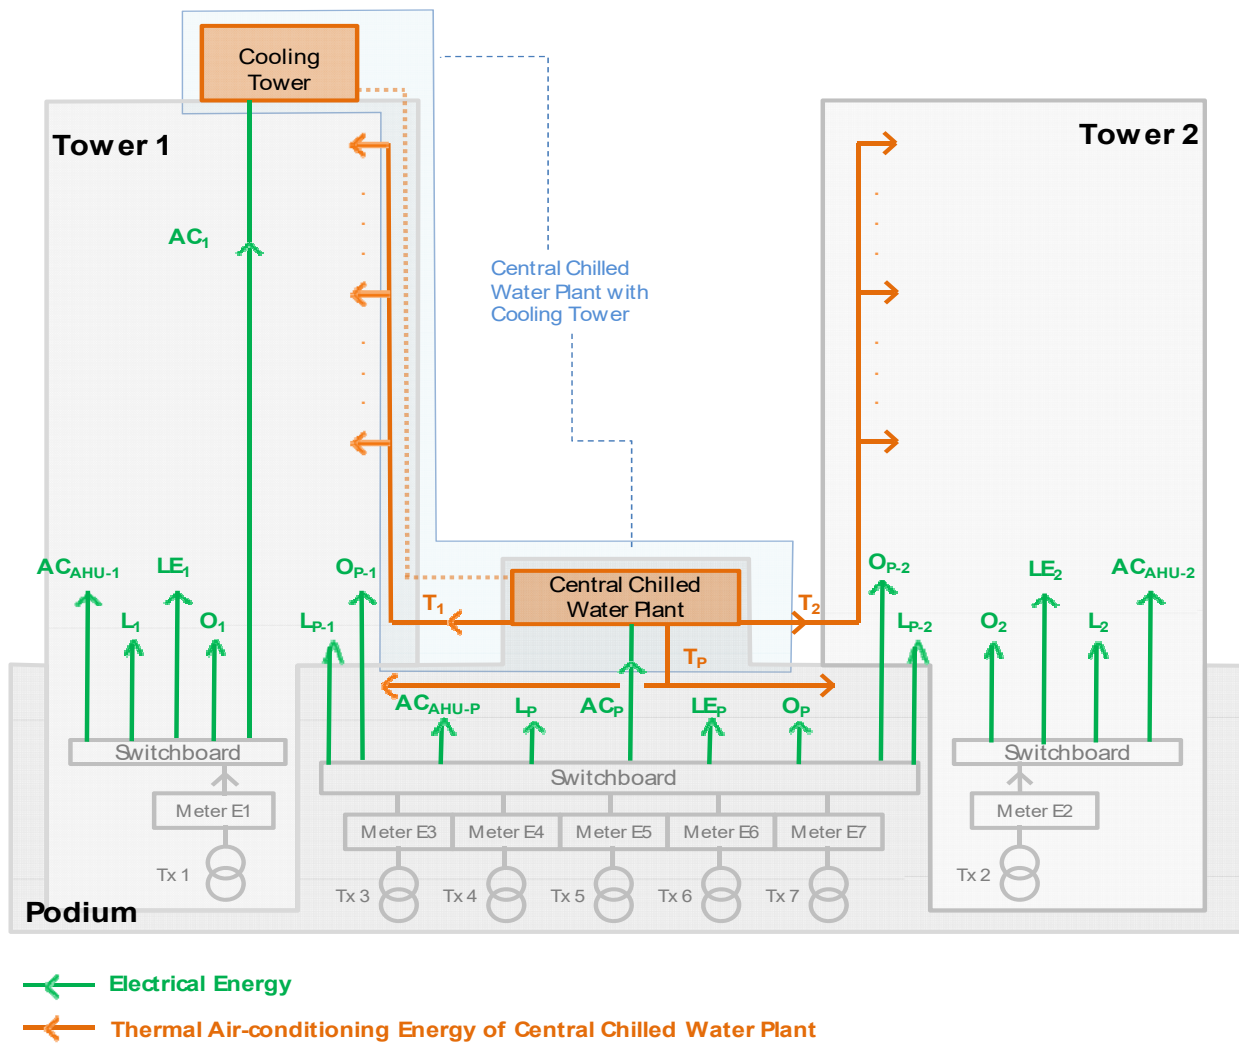 Cooling
Tower
Tower 1
Tower 2
AC1
Central Chilled
Water Plant with
Cooling Tower
ACAHU-1
LE1
OP-1
L1
O1
LP-1
T1
Central Chilled
Water Plant
T2
OP-2
LE2
ACAHU-2
LP-2
O2
L2
TP
ACAHU-P
LP
ACP
LEP
OP
Switchboard
Switchboard
Switchboard
Meter E1
Meter E3
Meter E4
Meter E5
Meter E6
Meter E7
Meter E2
Tx 1
Tx 3
Tx 4
Tx 5
Tx 6
Tx 7
Tx 2
Podium
Electrical Energy
Thermal Air-conditioning Energy of Central Chilled Water Plant